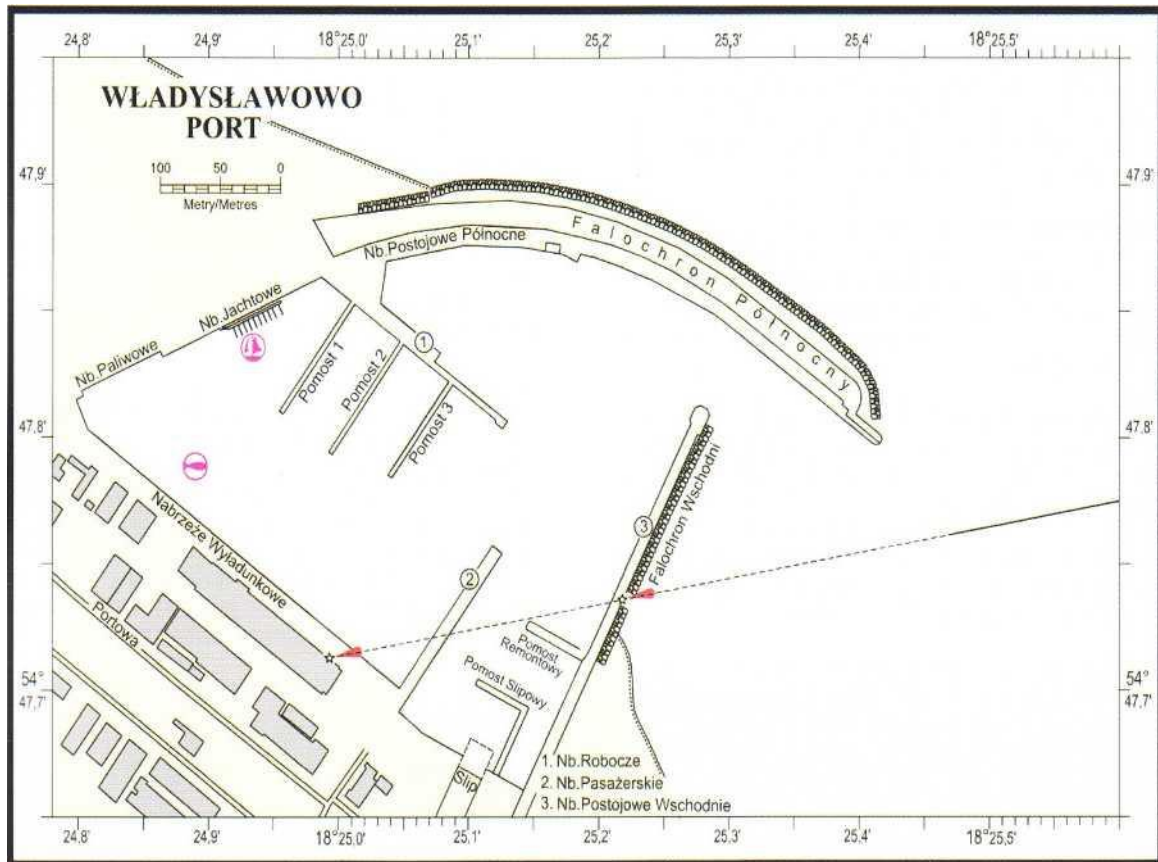 24,8' 24,9' 18°25,0' 25,1' 25,2' 25,3' 25,4' 18°25,5'
WŁADYSŁAWOWO
PORT
100 50 0
Metry/Metres
47,9' 47,9'
Falochron Północny
Nb.Postojowe Północne
Nb.Jachtowe
Nb.Paliwowe
Pomost 1
Pomost 2
Pomost 3
1
47,8' 47,8'
Falochron Wschodni
3
Nabrzeże Wyładunkowe
2
Portowa
Pomost
Remontowy
Pomost Slipowy
54° 54°
47,7' 47,7'
Slip
1. Nb.Robocze
2. Nb.Pasażerskie
3. Nb.Postojowe Wschodnie
24,8' 24,9' 18°25,0' 25,1' 25,2' 25,3' 25,4' 18°25,5'